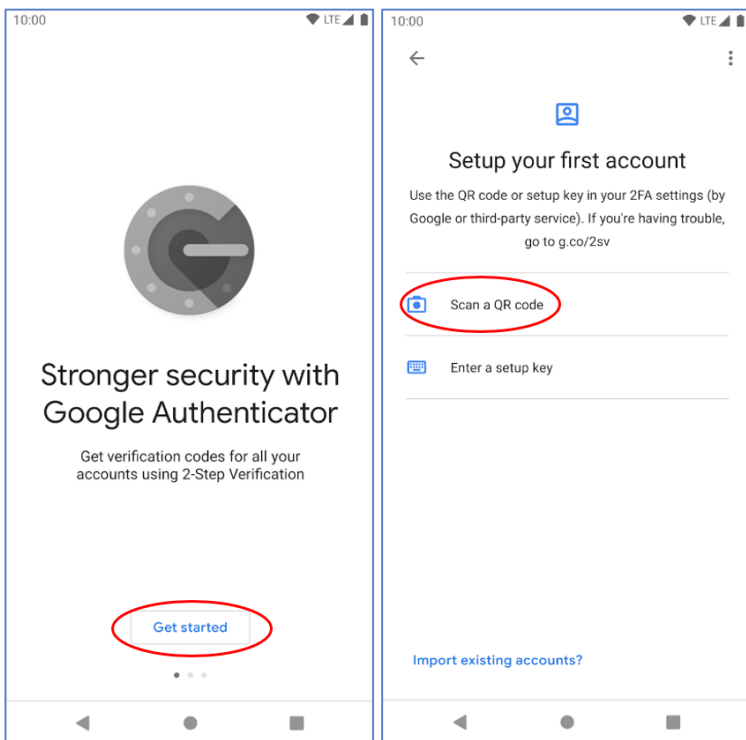 10:00
LTE
Stronger security with
Google Authenticator
Get verification codes for all your
accounts using 2-Step Verification
Get started
10:00
LTE
Setup your first account
Use the QR code or setup key in your 2FA settings (by
Google or third-party service). If you're having trouble,
go to g.co/2sv
Scan a QR code
Enter a setup key
Import existing accounts?